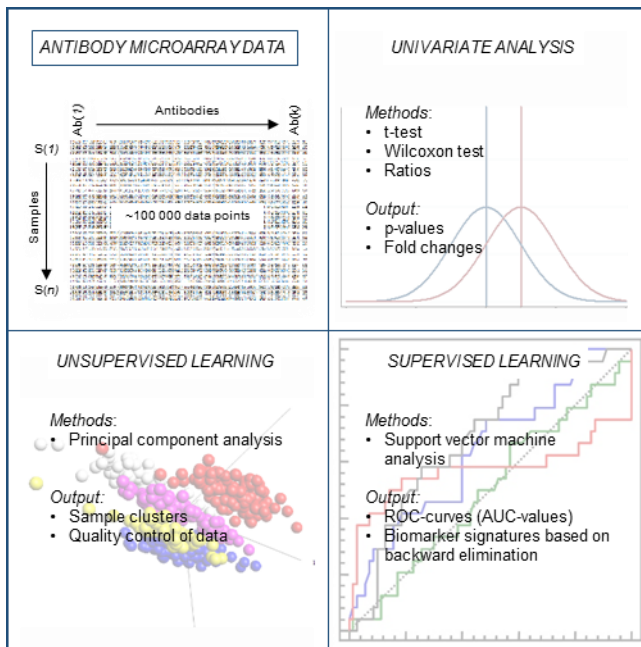 ANTIBODY MICROARRAY DATA
Antibodies
Ab(1)
Ab(k)
S(1)
Samples
~100 000 data points
S(n)
UNIVARIATE ANALYSIS
Methods:
• t-test
• Wilcoxon test
• Ratios
Output:
• p-values
• Fold changes
UNSUPERVISED LEARNING
Methods:
• Principal component analysis
Output:
• Sample clusters
• Quality control of data
SUPERVISED LEARNING
Methods:
• Support vector machine
analysis
Output:
• ROC-curves (AUC-values)
• Biomarker signatures based on
backward elimination